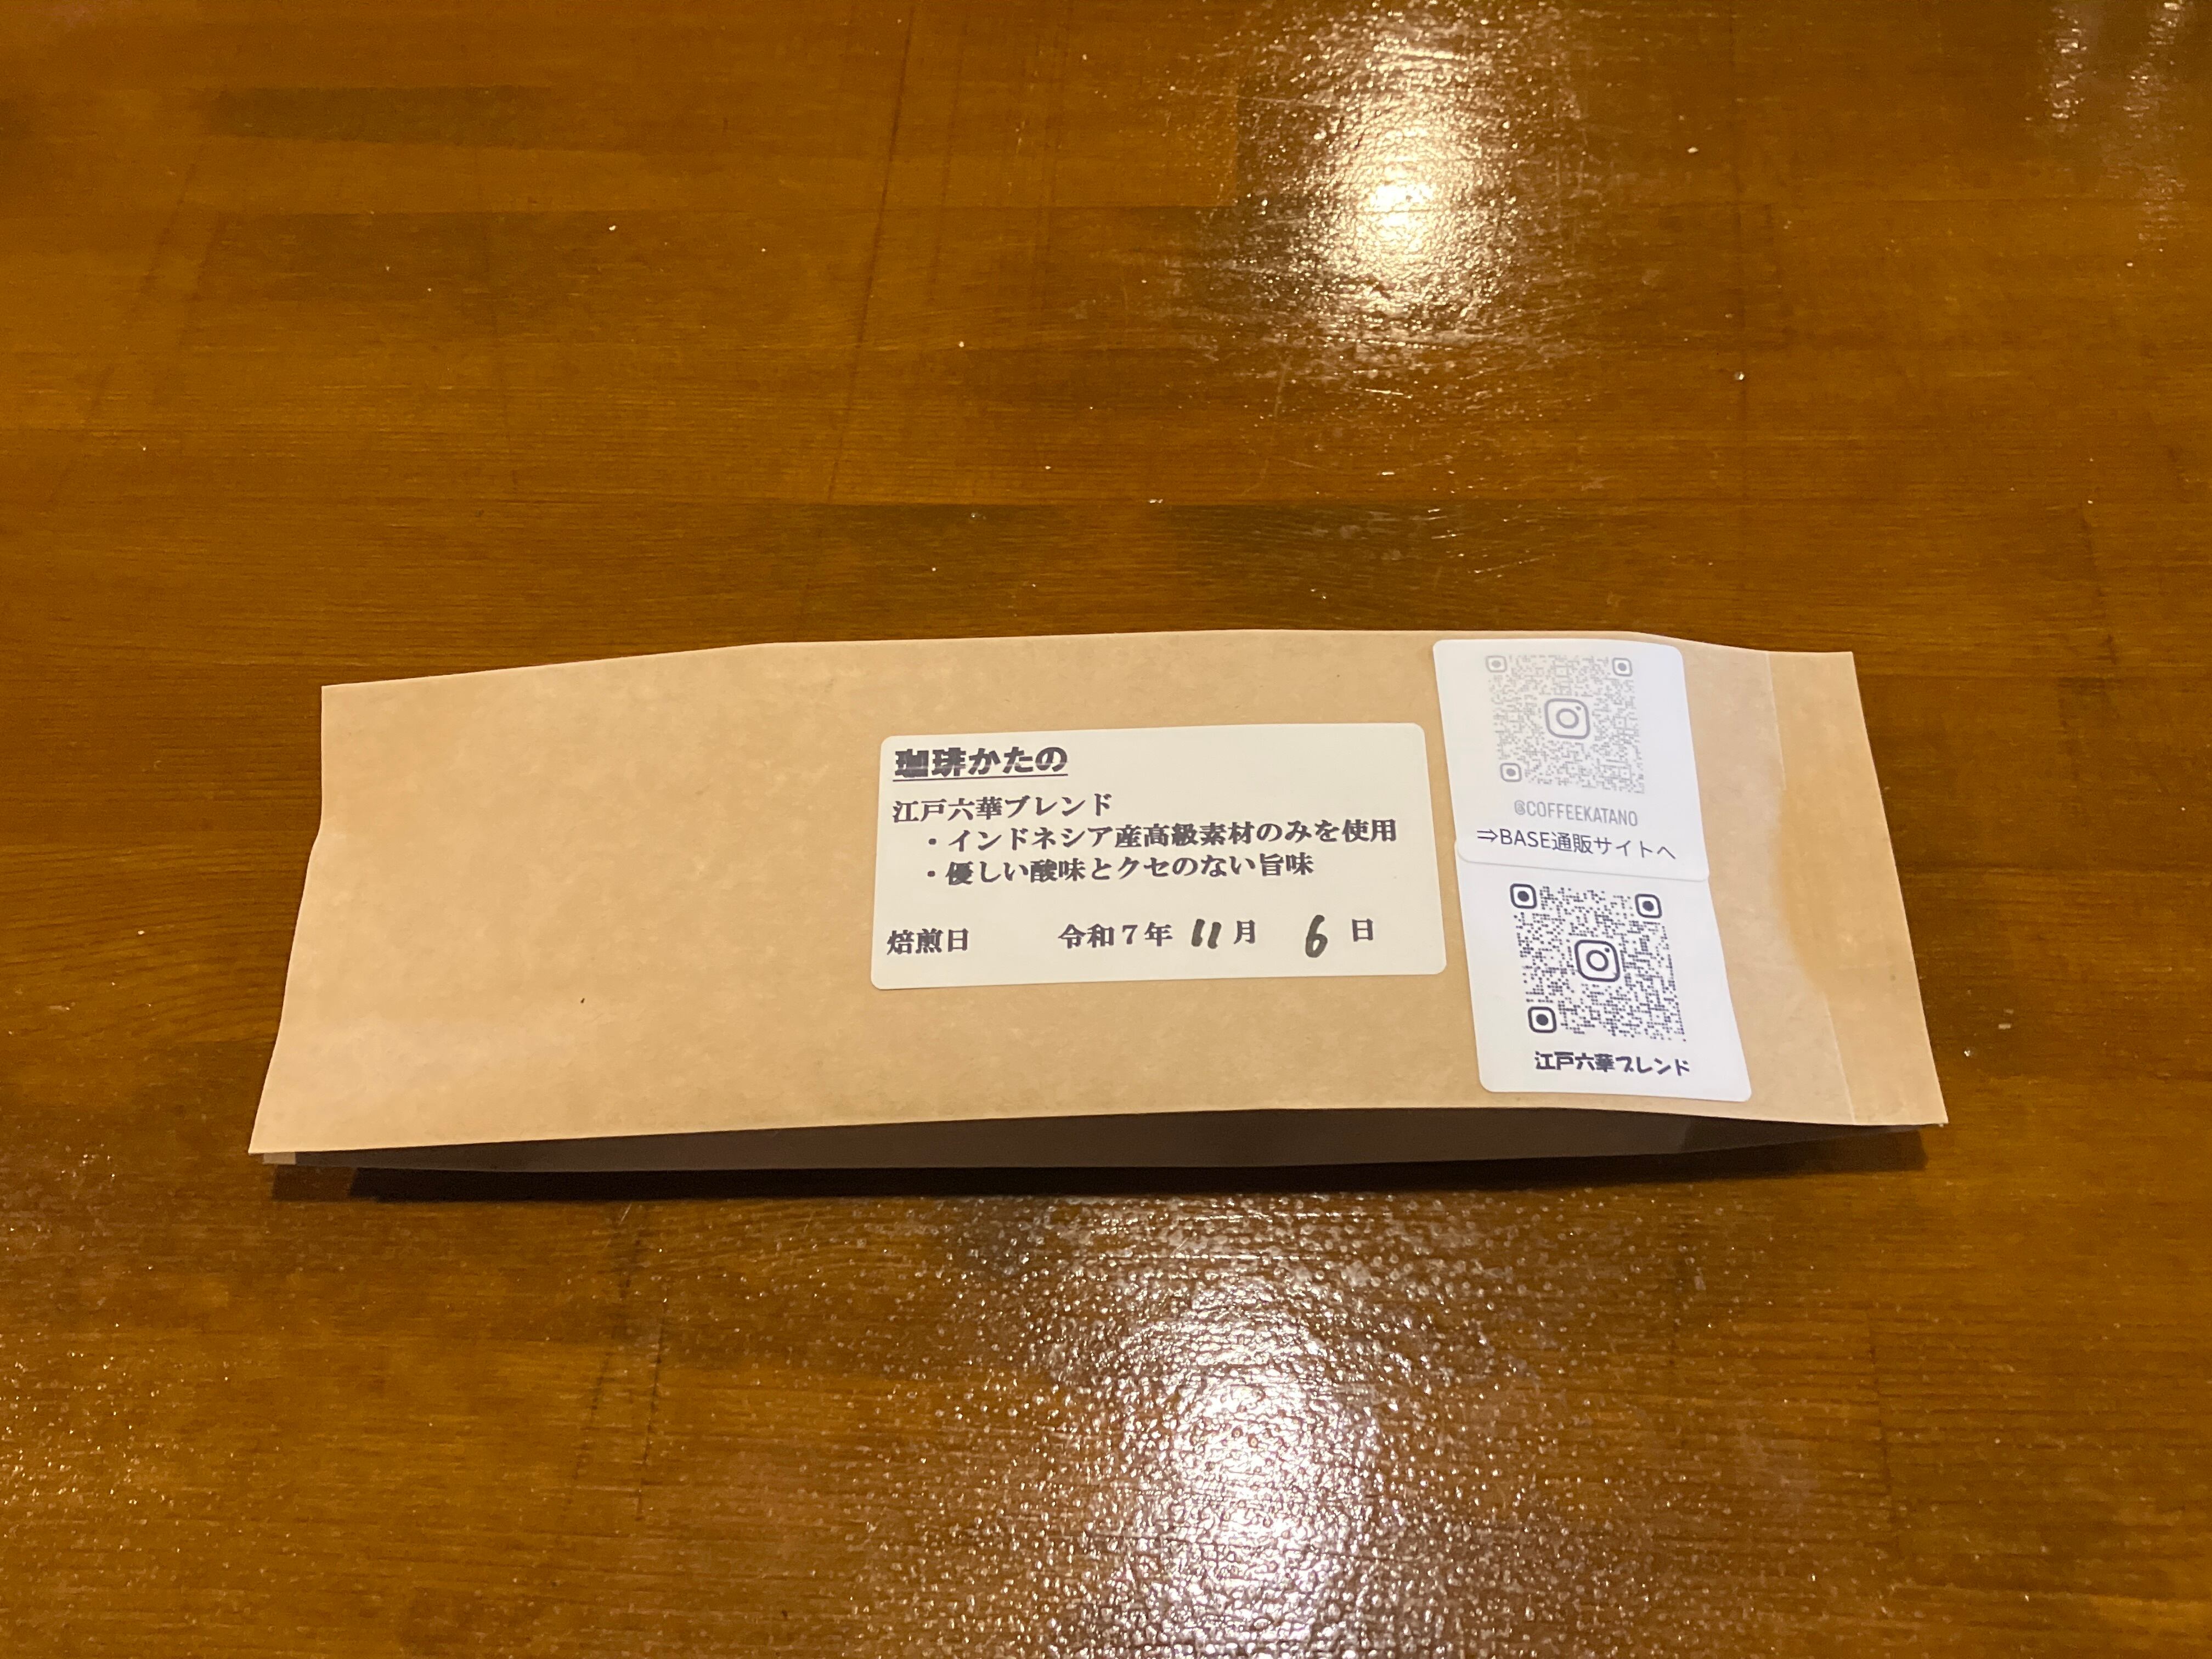 珈琲かたの
江戸六華ブレンド
・インドネシア産高級素材のみを使用
・優しい酸味とクセのない旨味
焙煎日 令和7年 11月 6日
@COFFEEKATANO
⇒BASE通販サイトへ
江戸六華ブレンド